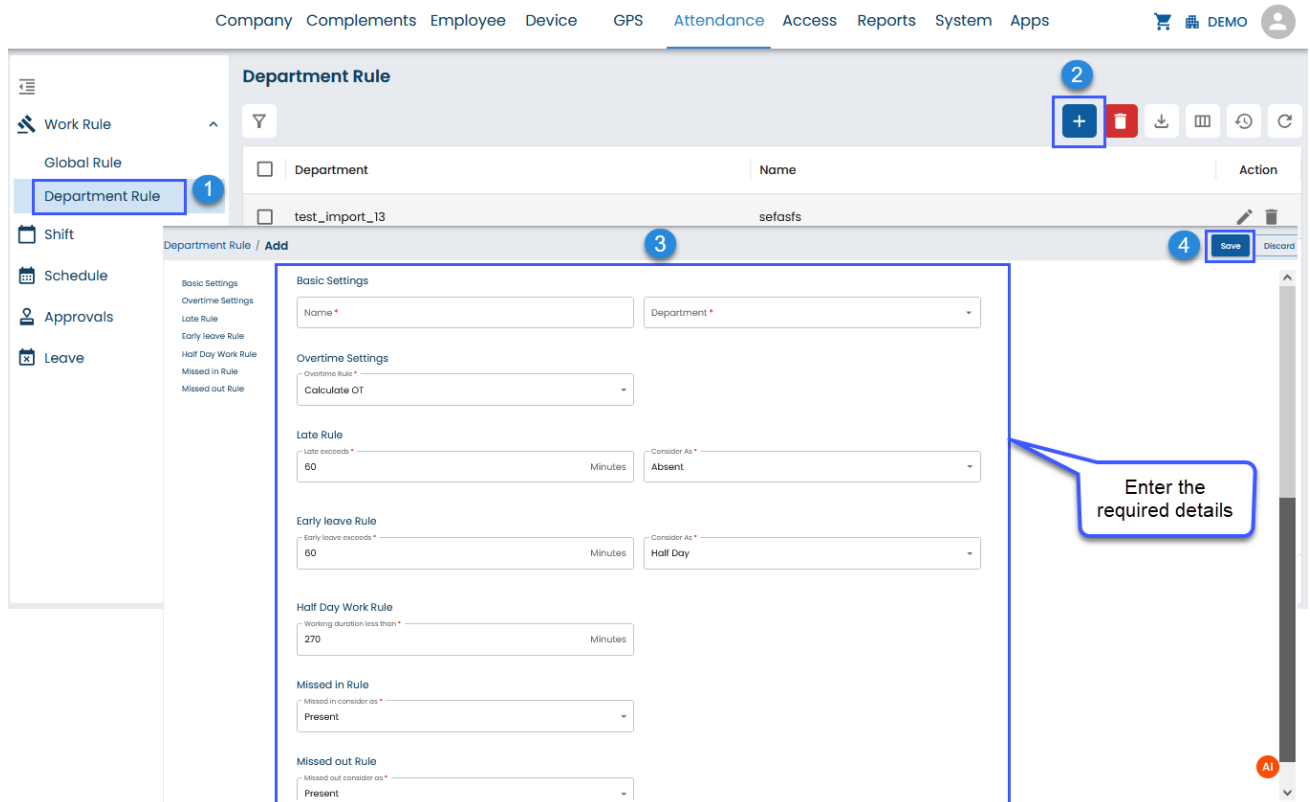 Company Complements Employee Device GPS Attendance Access Reports System Apps DEMO
Department Rule
2
Work Rule
Global Rule
Department Rule
1
Shift
Schedule
Approvals
Leave
Department Name Action
test_import_13 sefasfs
Department Rule / Add
3
4
Save Discard
Basic Settings
Overtime Settings
Late Rule
Early leave Rule
Half Day Work Rule
Missed in Rule
Missed out Rule
Basic Settings
Name * Department *
Overtime Settings
Overtime Rule *
Calculate OT
Late Rule
Late exceeds * Consider As *
60 Minutes Absent
Early leave Rule
Early leave exceeds * Consider As *
60 Minutes Half Day
Half Day Work Rule
Working duration less than *
270 Minutes
Missed in Rule
Missed in consider as *
Present
Missed out Rule
Missed out consider as *
Present
Enter the
required details
AI